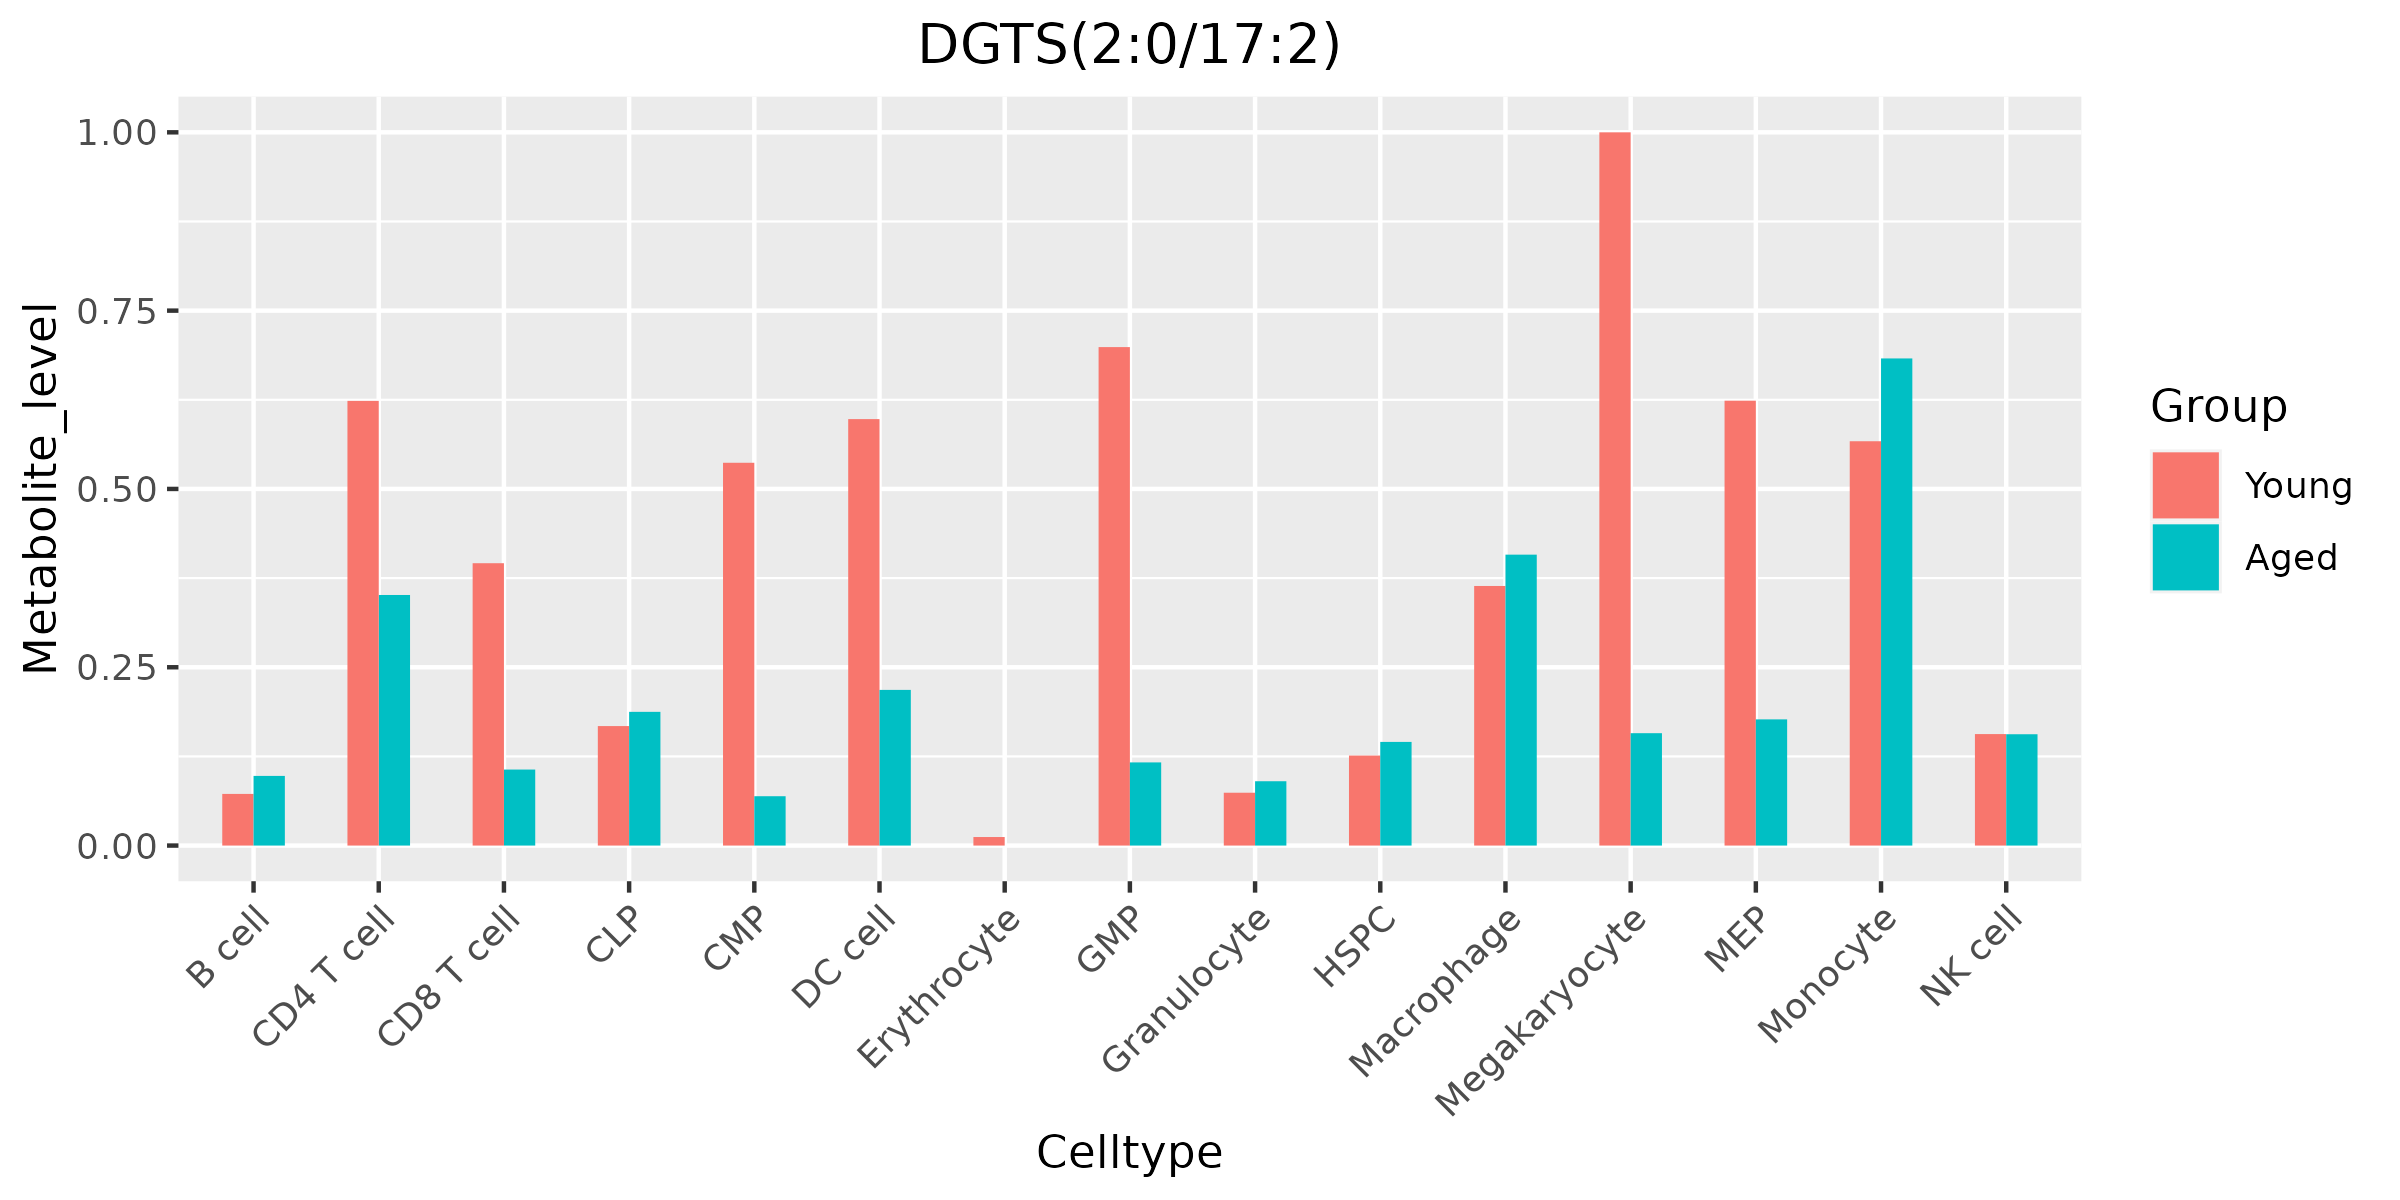 DGTS(2:0/17:2)
Metabolite_level
1.00
0.75
0.50
0.25
0.00
B cell
CD4 T cell
CD8 T cell
CLP
CMP
DC cell
Erythrocyte
GMP
Granulocyte
HSPC
Macrophage
Megakaryocyte
MEP
Monocyte
NK cell
Celltype
Group
Young
Aged